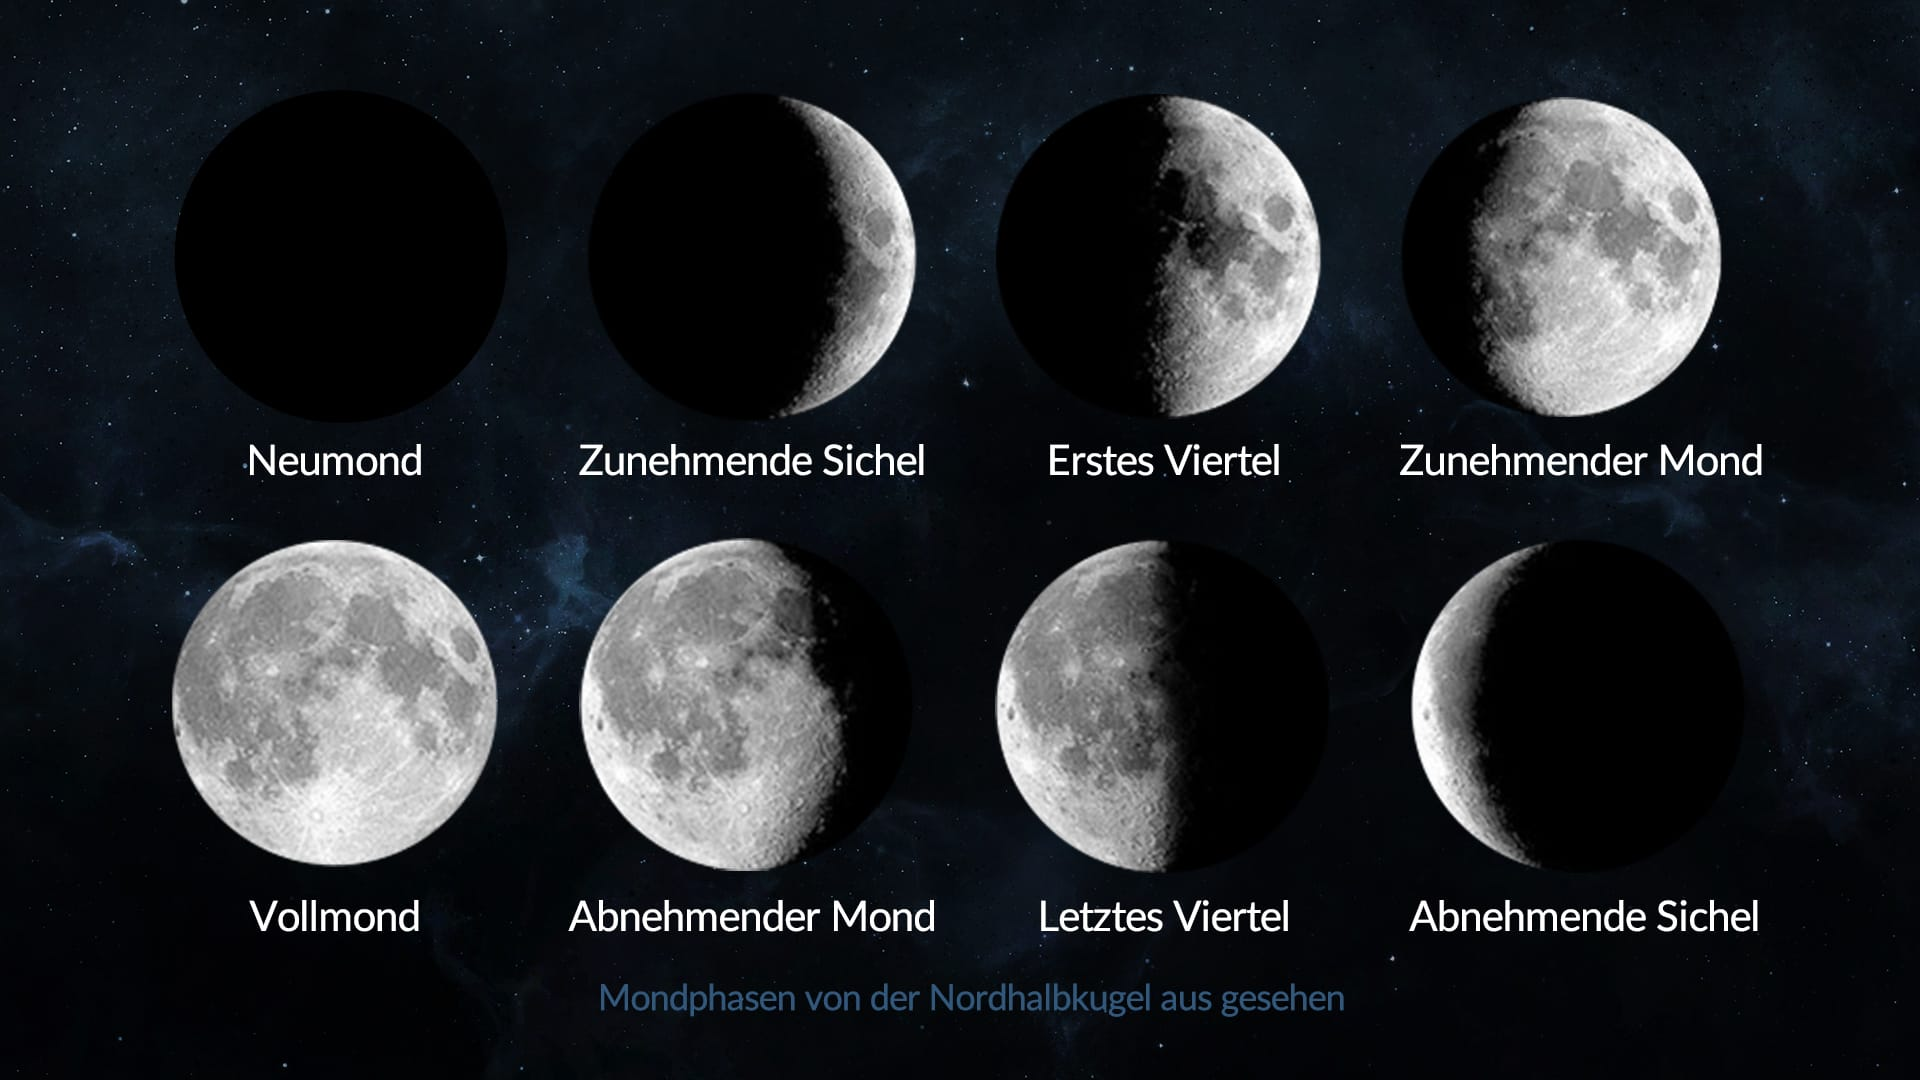 Neumond
Zunehmende Sichel
Erstes Viertel
Zunehmender Mond
Vollmond
Abnehmender Mond
Letztes Viertel
Abnehmende Sichel
Mondphasen von der Nordhalbkugel aus gesehen